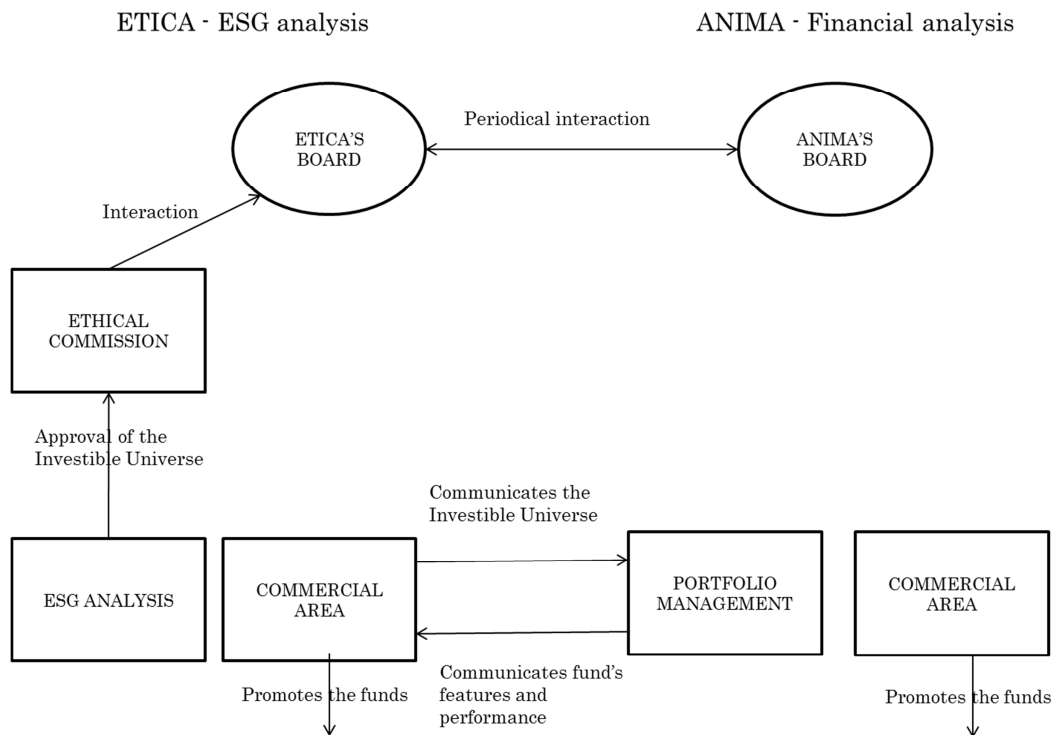 ETICA - ESG analysis
ANIMA - Financial analysis
Periodical interaction
ETICA'S
BOARD
ANIMA'S
BOARD
Interaction
ETHICAL
COMMISSION
Approval of the
Investible Universe
Communicates the
Investible Universe
ESG ANALYSIS
COMMERCIAL
AREA
PORTFOLIO
MANAGEMENT
COMMERCIAL
AREA
Promotes the funds
Communicates fund's
features and
performance
Promotes the funds